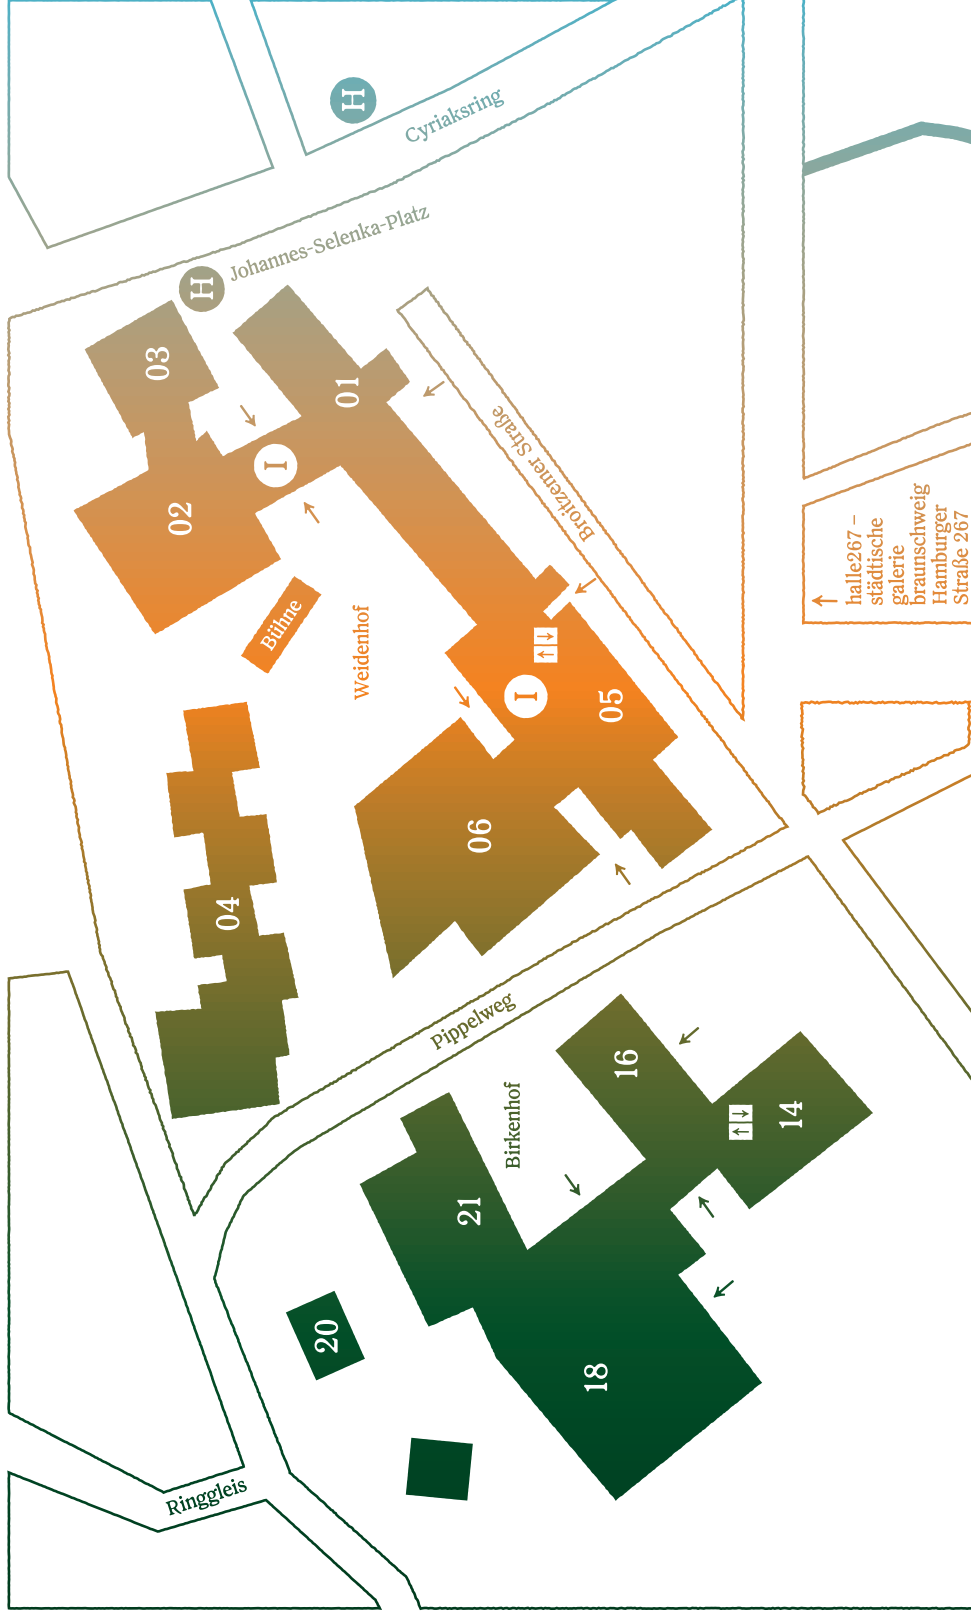 H
Cyriaksring
H
Johannes-Selenka-Platz
03
01
I
02
Broitzemer Straße
halle267 –
städtische
galerie
braunschweig
Hamburger
Straße 267
Bühne
Weidenhof
I
05
06
04
Pippelweg
Birkenhof
16
14
21
20
18
Ringgleis